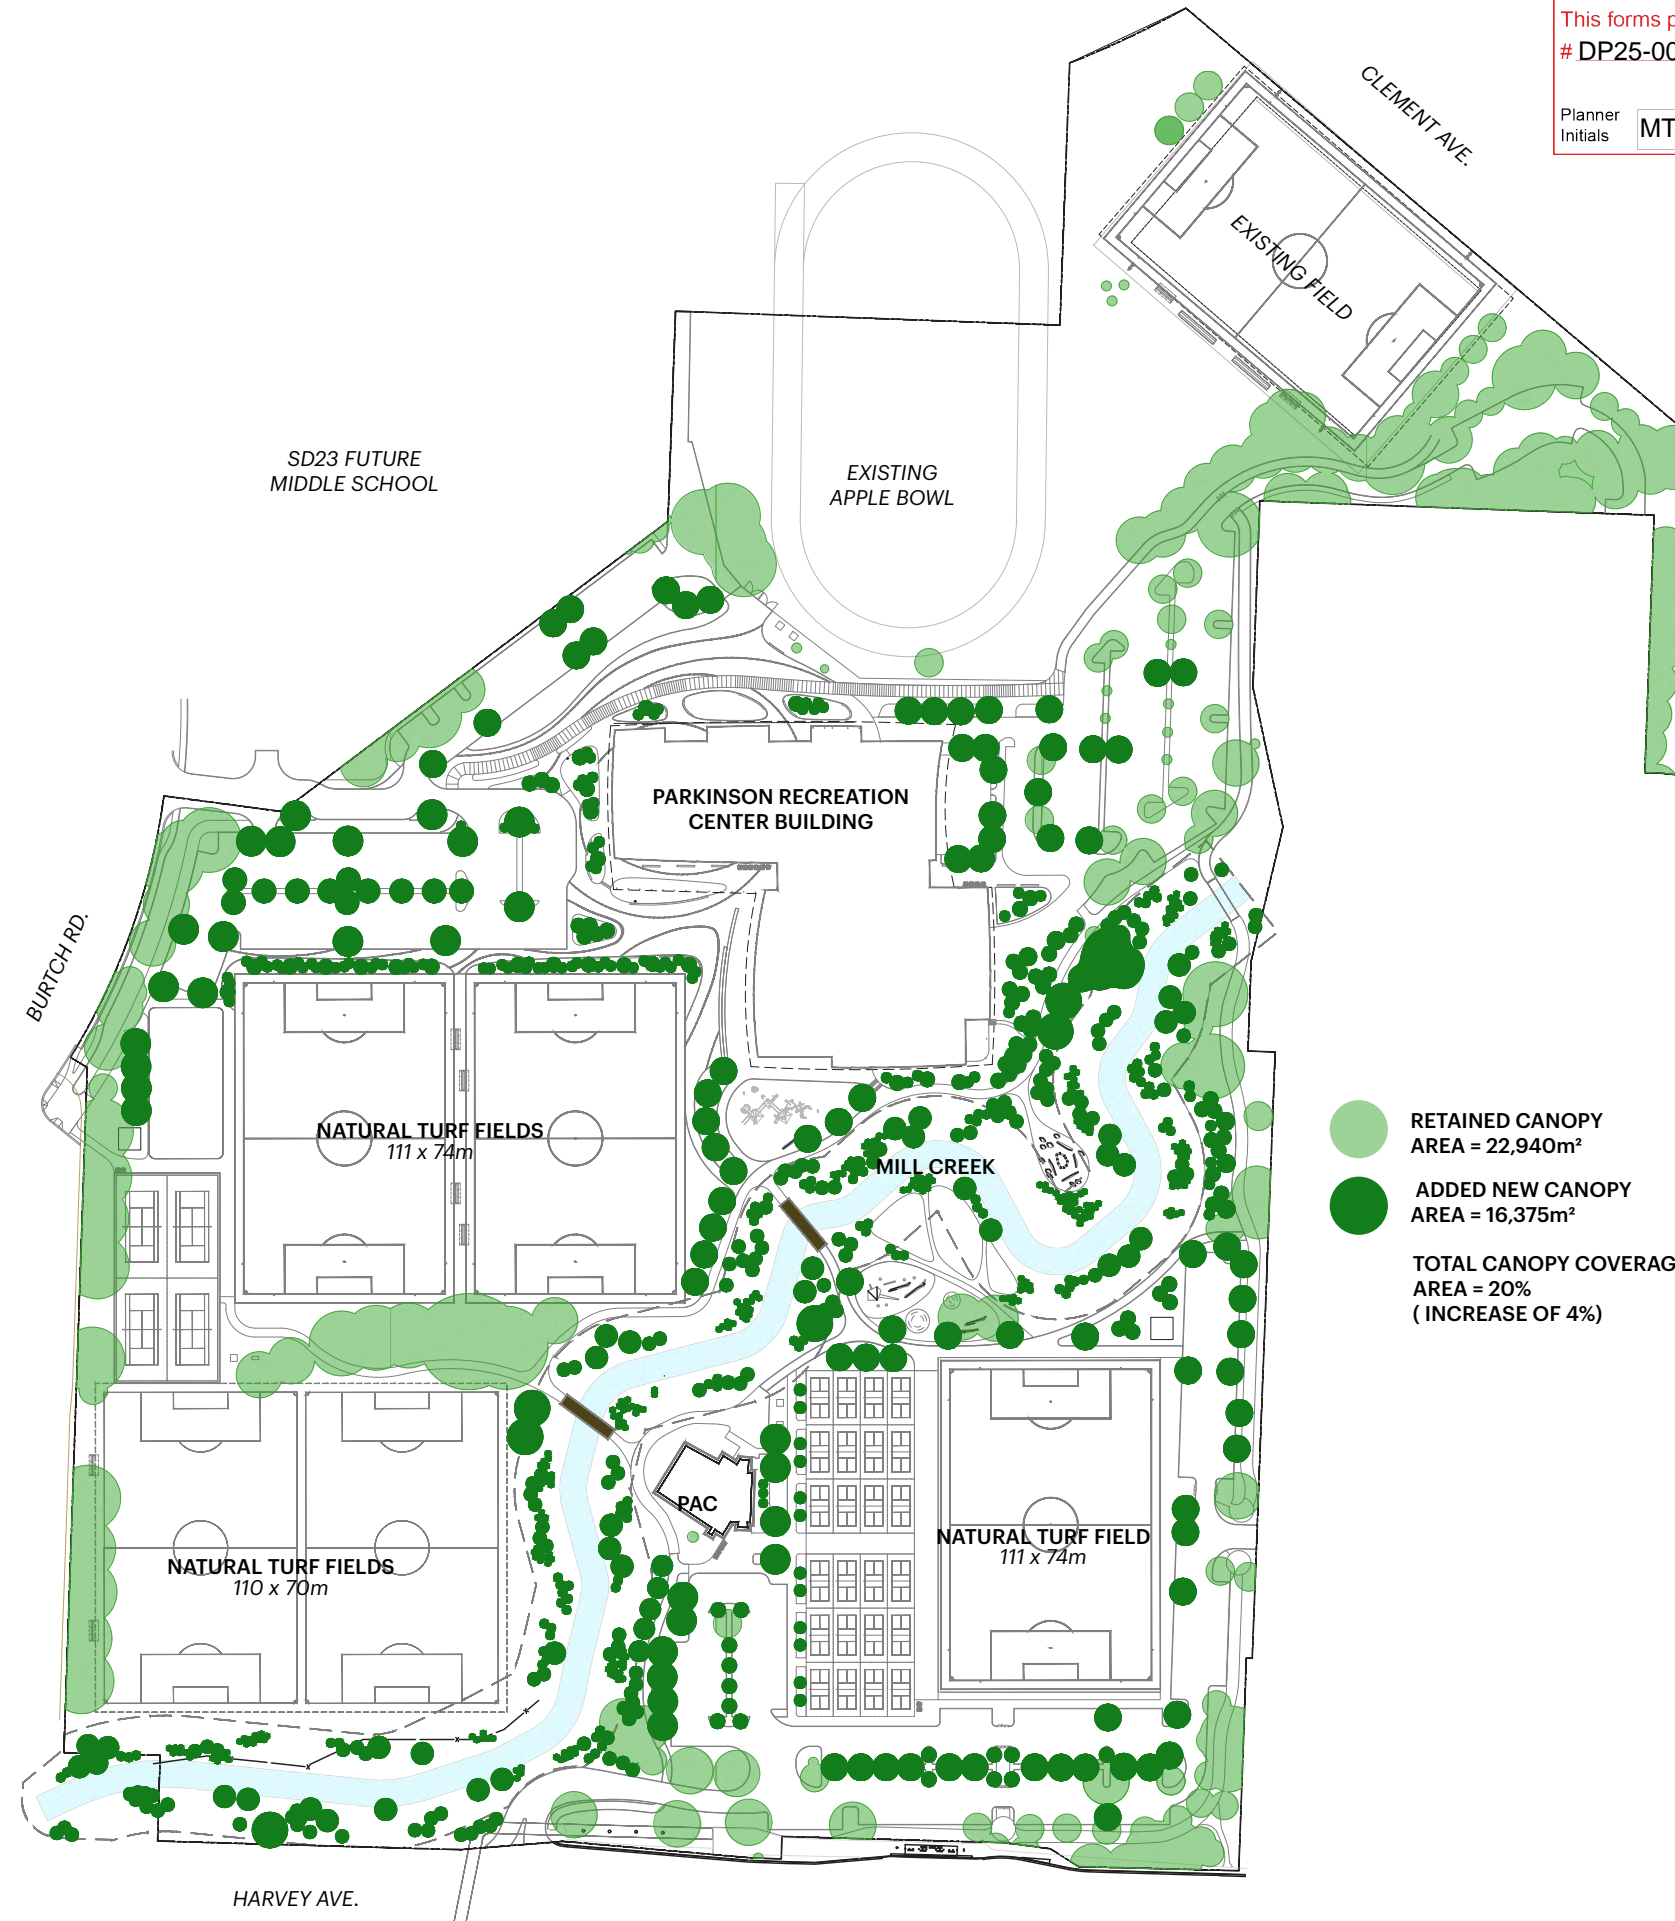 This forms p
# DP25-00
Planner
Initials
MT
CLEMENT AVE.
EXISTING FIELD
SD23 FUTURE
MIDDLE SCHOOL
EXISTING
APPLE BOWL
PARKINSON RECREATION
CENTER BUILDING
BURTCH RD.
NATURAL TURF FIELDS
111 x 74m
MILL CREEK
RETAINED CANOPY
AREA = 22,940m²
ADDED NEW CANOPY
AREA = 16,375m²
TOTAL CANOPY COVERAG
AREA = 20%
( INCREASE OF 4%)
PAC
NATURAL TURF FIELD
111 x 74m
NATURAL TURF FIELDS
110 x 70m
HARVEY AVE.